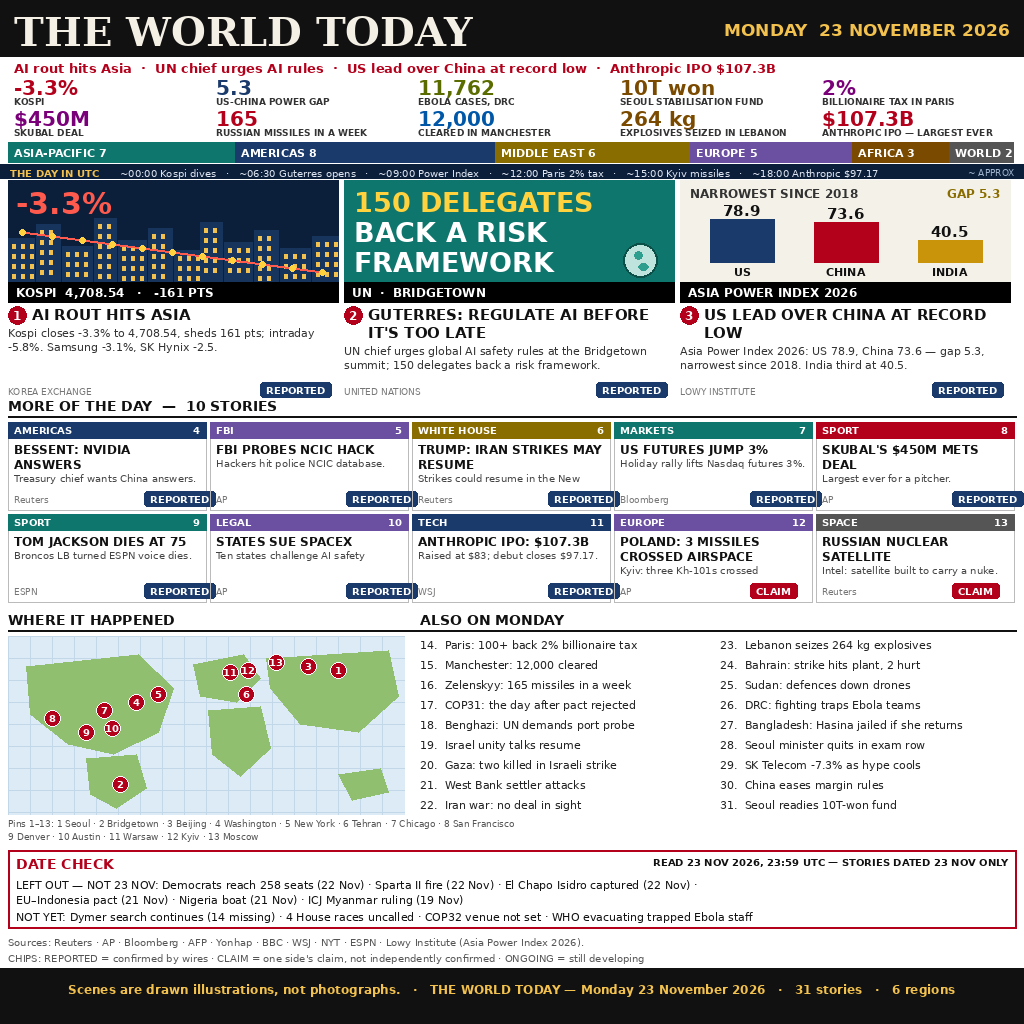 THE WORLD TODAY
MONDAY 23 NOVEMBER 2026
AI rout hits Asia · UN chief urges AI rules · US lead over China at record low · Anthropic IPO $107.3B
-3.3%
KOSPI
5.3
US-CHINA POWER GAP
11,762
EBOLA CASES, DRC
10T won
SEOUL STABILISATION FUND
2%
BILLIONAIRE TAX IN PARIS
$450M
SKUBAL DEAL
165
RUSSIAN MISSILES IN A WEEK
12,000
CLEARED IN MANCHESTER
264 kg
EXPLOSIVES SEIZED IN LEBANON
$107.3B
ANTHROPIC IPO — LARGEST EVER
ASIA-PACIFIC 7
AMERICAS 8
MIDDLE EAST 6
EUROPE 5
AFRICA 3
WORLD 2
THE DAY IN UTC
~00:00 Kospi dives · ~06:30 Guterres opens · ~09:00 Power Index · ~12:00 Paris 2% tax · ~15:00 Kyiv missiles · ~18:00 Anthropic $97.17
~ APPROX
-3.3%
KOSPI 4,708.54 · -161 PTS
150 DELEGATES
BACK A RISK
FRAMEWORK
UN · BRIDGETOWN
NARROWEST SINCE 2018
GAP 5.3
78.9
73.6
40.5
US
CHINA
INDIA
ASIA POWER INDEX 2026
1 AI ROUT HITS ASIA
Kospi closes -3.3% to 4,708.54, sheds 161 pts; intraday
-5.8%. Samsung -3.1%, SK Hynix -2.5.
KOREA EXCHANGE
REPORTED
2 GUTERRES: REGULATE AI BEFORE
IT'S TOO LATE
UN chief urges global AI safety rules at the Bridgetown
summit; 150 delegates back a risk framework.
UNITED NATIONS
REPORTED
3 US LEAD OVER CHINA AT RECORD
LOW
Asia Power Index 2026: US 78.9, China 73.6 — gap 5.3,
narrowest since 2018. India third at 40.5.
LOWY INSTITUTE
REPORTED
MORE OF THE DAY — 10 STORIES
AMERICAS 4
BESSENT: NVIDIA
ANSWERS
Treasury chief wants China answers.
Reuters
REPORTED
FBI 5
FBI PROBES NCIC HACK
Hackers hit police NCIC database.
AP
REPORTED
WHITE HOUSE 6
TRUMP: IRAN STRIKES MAY
RESUME
Strikes could resume in the New
Reuters
REPORTED
MARKETS 7
US FUTURES JUMP 3%
Holiday rally lifts Nasdaq futures 3%.
Bloomberg
REPORTED
SPORT 8
SKUBAL'S $450M METS
DEAL
Largest ever for a pitcher.
AP
REPORTED
SPORT 9
TOM JACKSON DIES AT 75
Broncos LB turned ESPN voice dies.
ESPN
REPORTED
LEGAL 10
STATES SUE SPACEX
Ten states challenge AI safety
AP
REPORTED
TECH 11
ANTHROPIC IPO: $107.3B
Raised at $83; debut closes $97.17.
WSJ
REPORTED
EUROPE 12
POLAND: 3 MISSILES
CROSSED AIRSPACE
Kyiv: three Kh-101s crossed
AP
CLAIM
SPACE 13
RUSSIAN NUCLEAR
SATELLITE
Intel: satellite built to carry a nuke.
Reuters
CLAIM
WHERE IT HAPPENED
11
12
13
3
1
5
4
6
7
8
9
10
2
Pins 1–13: 1 Seoul · 2 Bridgetown · 3 Beijing · 4 Washington · 5 New York · 6 Tehran · 7 Chicago · 8 San Francisco
9 Denver · 10 Austin · 11 Warsaw · 12 Kyiv · 13 Moscow
ALSO ON MONDAY
14. Paris: 100+ back 2% billionaire tax
15. Manchester: 12,000 cleared
16. Zelenskyy: 165 missiles in a week
17. COP31: the day after pact rejected
18. Benghazi: UN demands port probe
19. Israel unity talks resume
20. Gaza: two killed in Israeli strike
21. West Bank settler attacks
22. Iran war: no deal in sight
23. Lebanon seizes 264 kg explosives
24. Bahrain: strike hits plant, 2 hurt
25. Sudan: defences down drones
26. DRC: fighting traps Ebola teams
27. Bangladesh: Hasina jailed if she returns
28. Seoul minister quits in exam row
29. SK Telecom -7.3% as hype cools
30. China eases margin rules
31. Seoul readies 10T-won fund
DATE CHECK
READ 23 NOV 2026, 23:59 UTC — STORIES DATED 23 NOV ONLY
LEFT OUT — NOT 23 NOV: Democrats reach 258 seats (22 Nov) · Sparta II fire (22 Nov) · El Chapo Isidro captured (22 Nov) ·
EU–Indonesia pact (21 Nov) · Nigeria boat (21 Nov) · ICJ Myanmar ruling (19 Nov)
NOT YET: Dymer search continues (14 missing) · 4 House races uncalled · COP32 venue not set · WHO evacuating trapped Ebola staff
Sources: Reuters · AP · Bloomberg · AFP · Yonhap · BBC · WSJ · NYT · ESPN · Lowy Institute (Asia Power Index 2026).
CHIPS: REPORTED = confirmed by wires · CLAIM = one side's claim, not independently confirmed · ONGOING = still developing
Scenes are drawn illustrations, not photographs. · THE WORLD TODAY — Monday 23 November 2026 · 31 stories · 6 regions